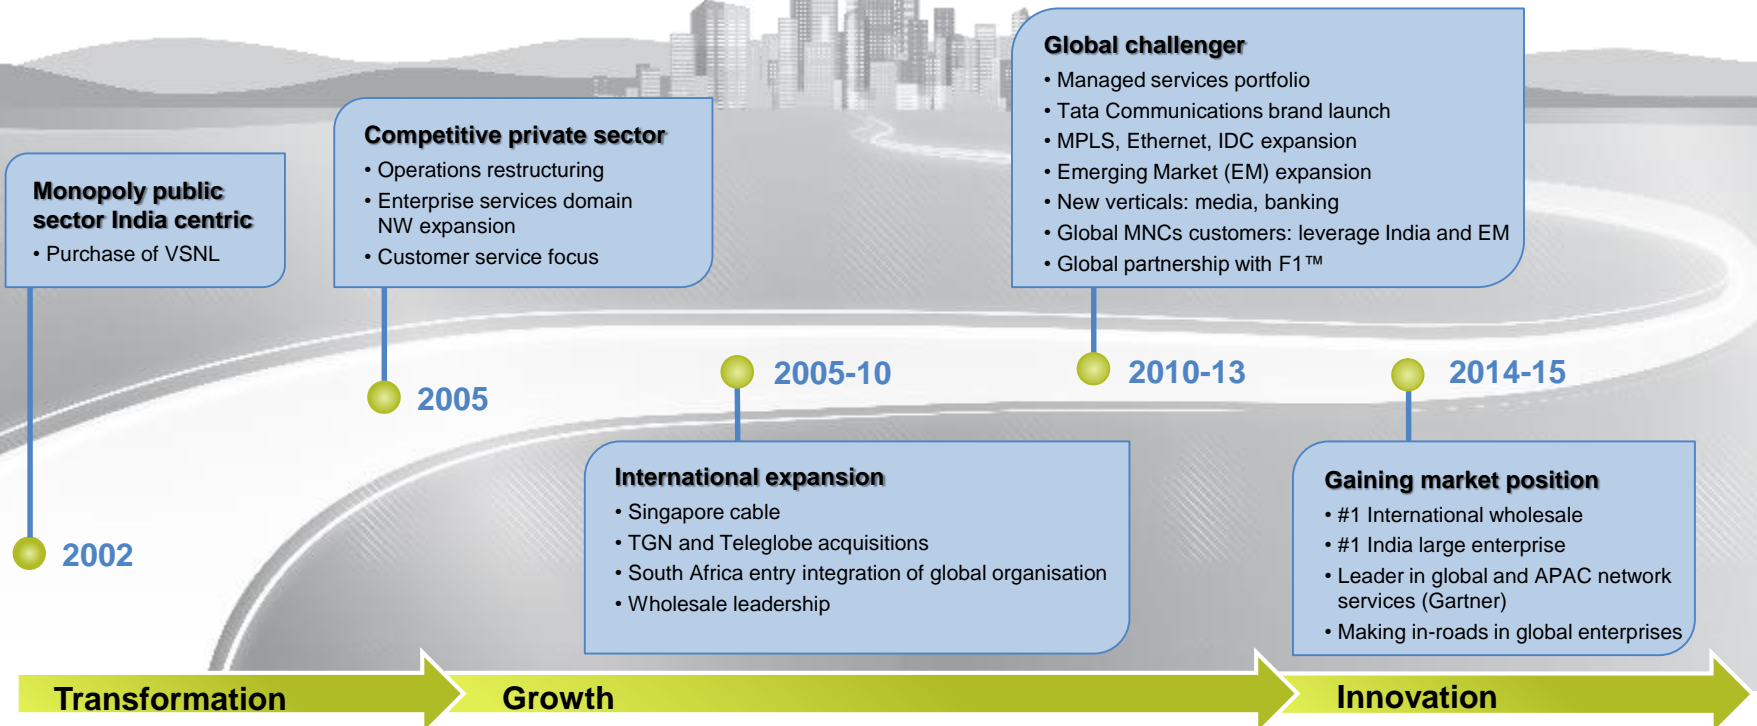 Monopoly public
sector India centric
• Purchase of VSNL
2002
Competitive private sector
• Operations restructuring
• Enterprise services domain
NW expansion
• Customer service focus
2005
2005-10
International expansion
• Singapore cable
• TGN and Teleglobe acquisitions
• South Africa entry integration of global organisation
• Wholesale leadership
Global challenger
• Managed services portfolio
• Tata Communications brand launch
• MPLS, Ethernet, IDC expansion
• Emerging Market (EM) expansion
• New verticals: media, banking
• Global MNCs customers: leverage India and EM
• Global partnership with F1™
2010-13
2014-15
Gaining market position
• #1 International wholesale
• #1 India large enterprise
• Leader in global and APAC network
services (Gartner)
• Making in-roads in global enterprises
Transformation
Growth
Innovation